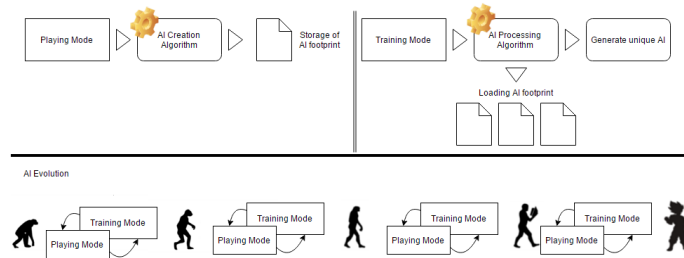 Playing Mode
AI Creation
Algorithm
Storage of
AI footprint
Training Mode
AI Processing
Algorithm
Generate unique AI
Loading AI footprint
AI Evolution
Training Mode
Playing Mode
Training Mode
Playing Mode
Training Mode
Playing Mode
Training Mode
Playing Mode